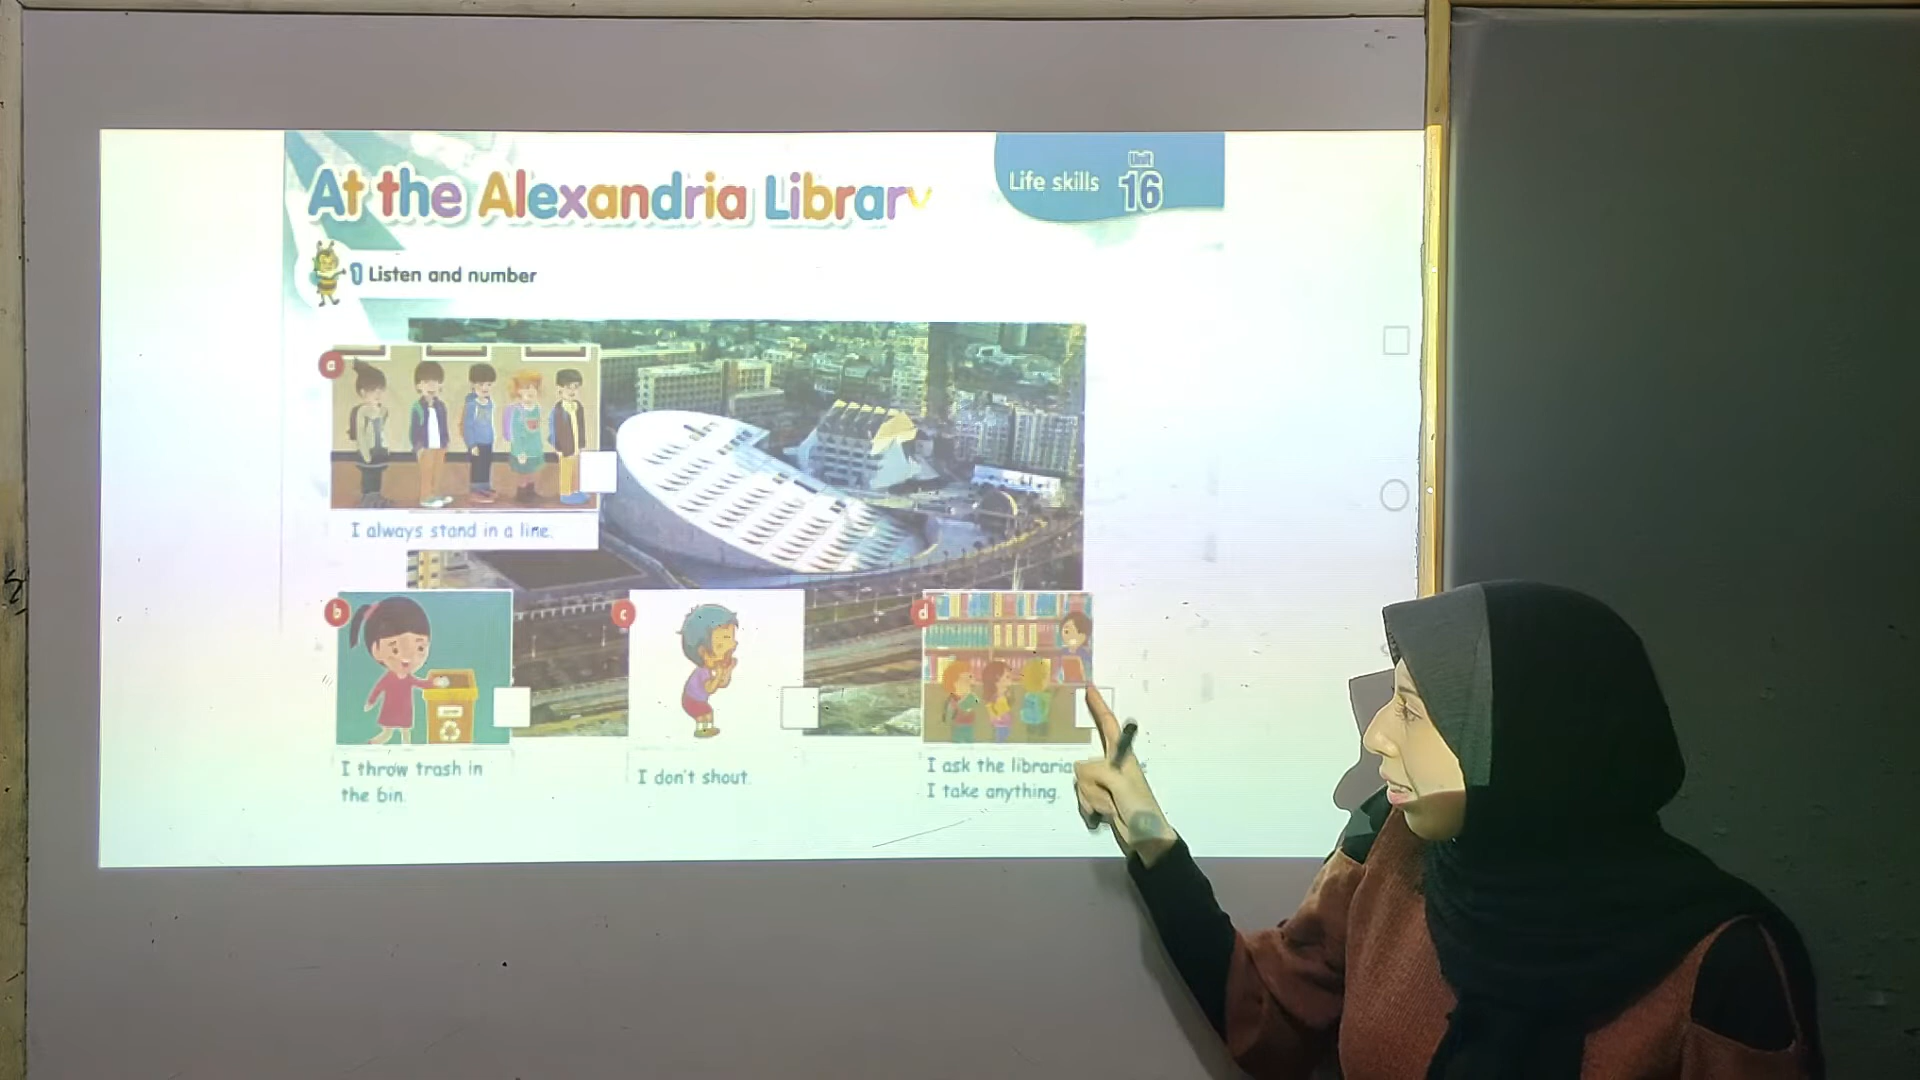 At the Alexandria Library
Life skills
Unit
16
1 Listen and number
a
I always stand in a line.
b
c
d
I throw trash in
the bin.
I don't shout.
I ask the
I take anything.